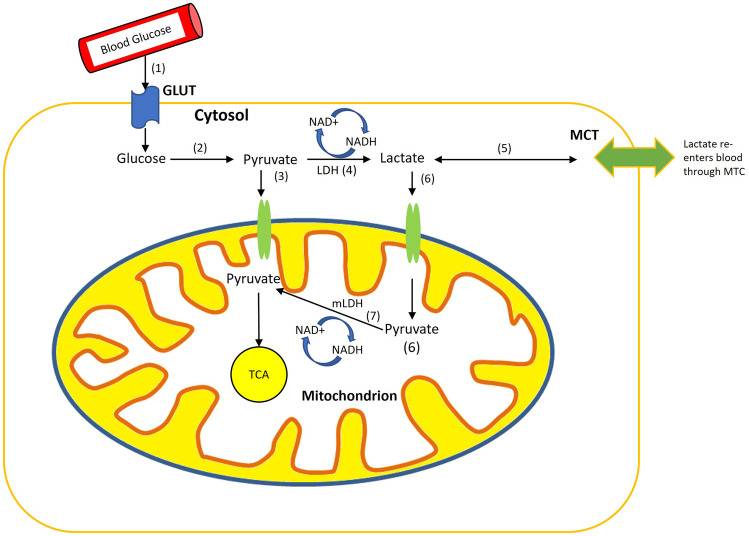 Blood Glucose
(1)
GLUT
Cytosol
NAD+
NADH
MCT
Glucose
(2)
Pyruvate
LDH (4)
Lactate
(5)
Lactate re-
enters blood
through MTC
(3)
(6)
Pyruvate
mLDH
(7)
NAD+
NADH
Pyruvate
(6)
TCA
Mitochondrion